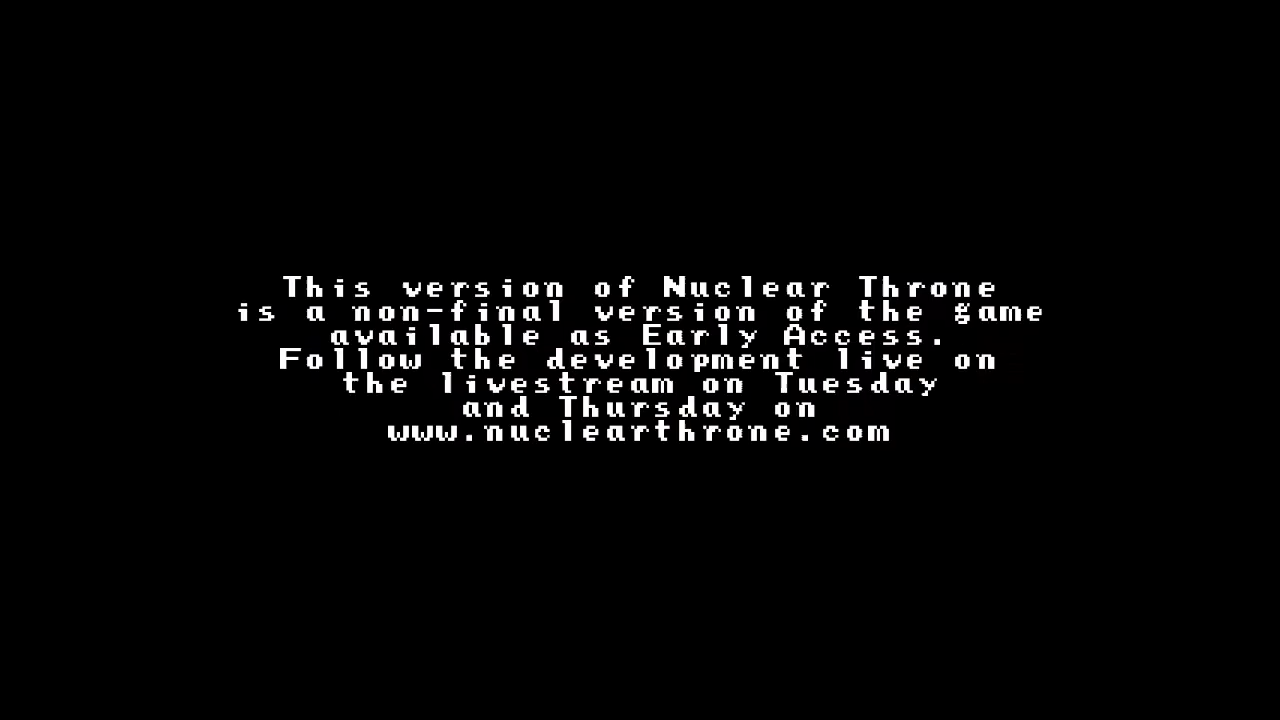 This version of Nuclear Throne
is a non-final version of the game
available as Early Access.
Follow the development live on
the livestream on Tuesday
and Thursday on
www.nuclearthrone.com